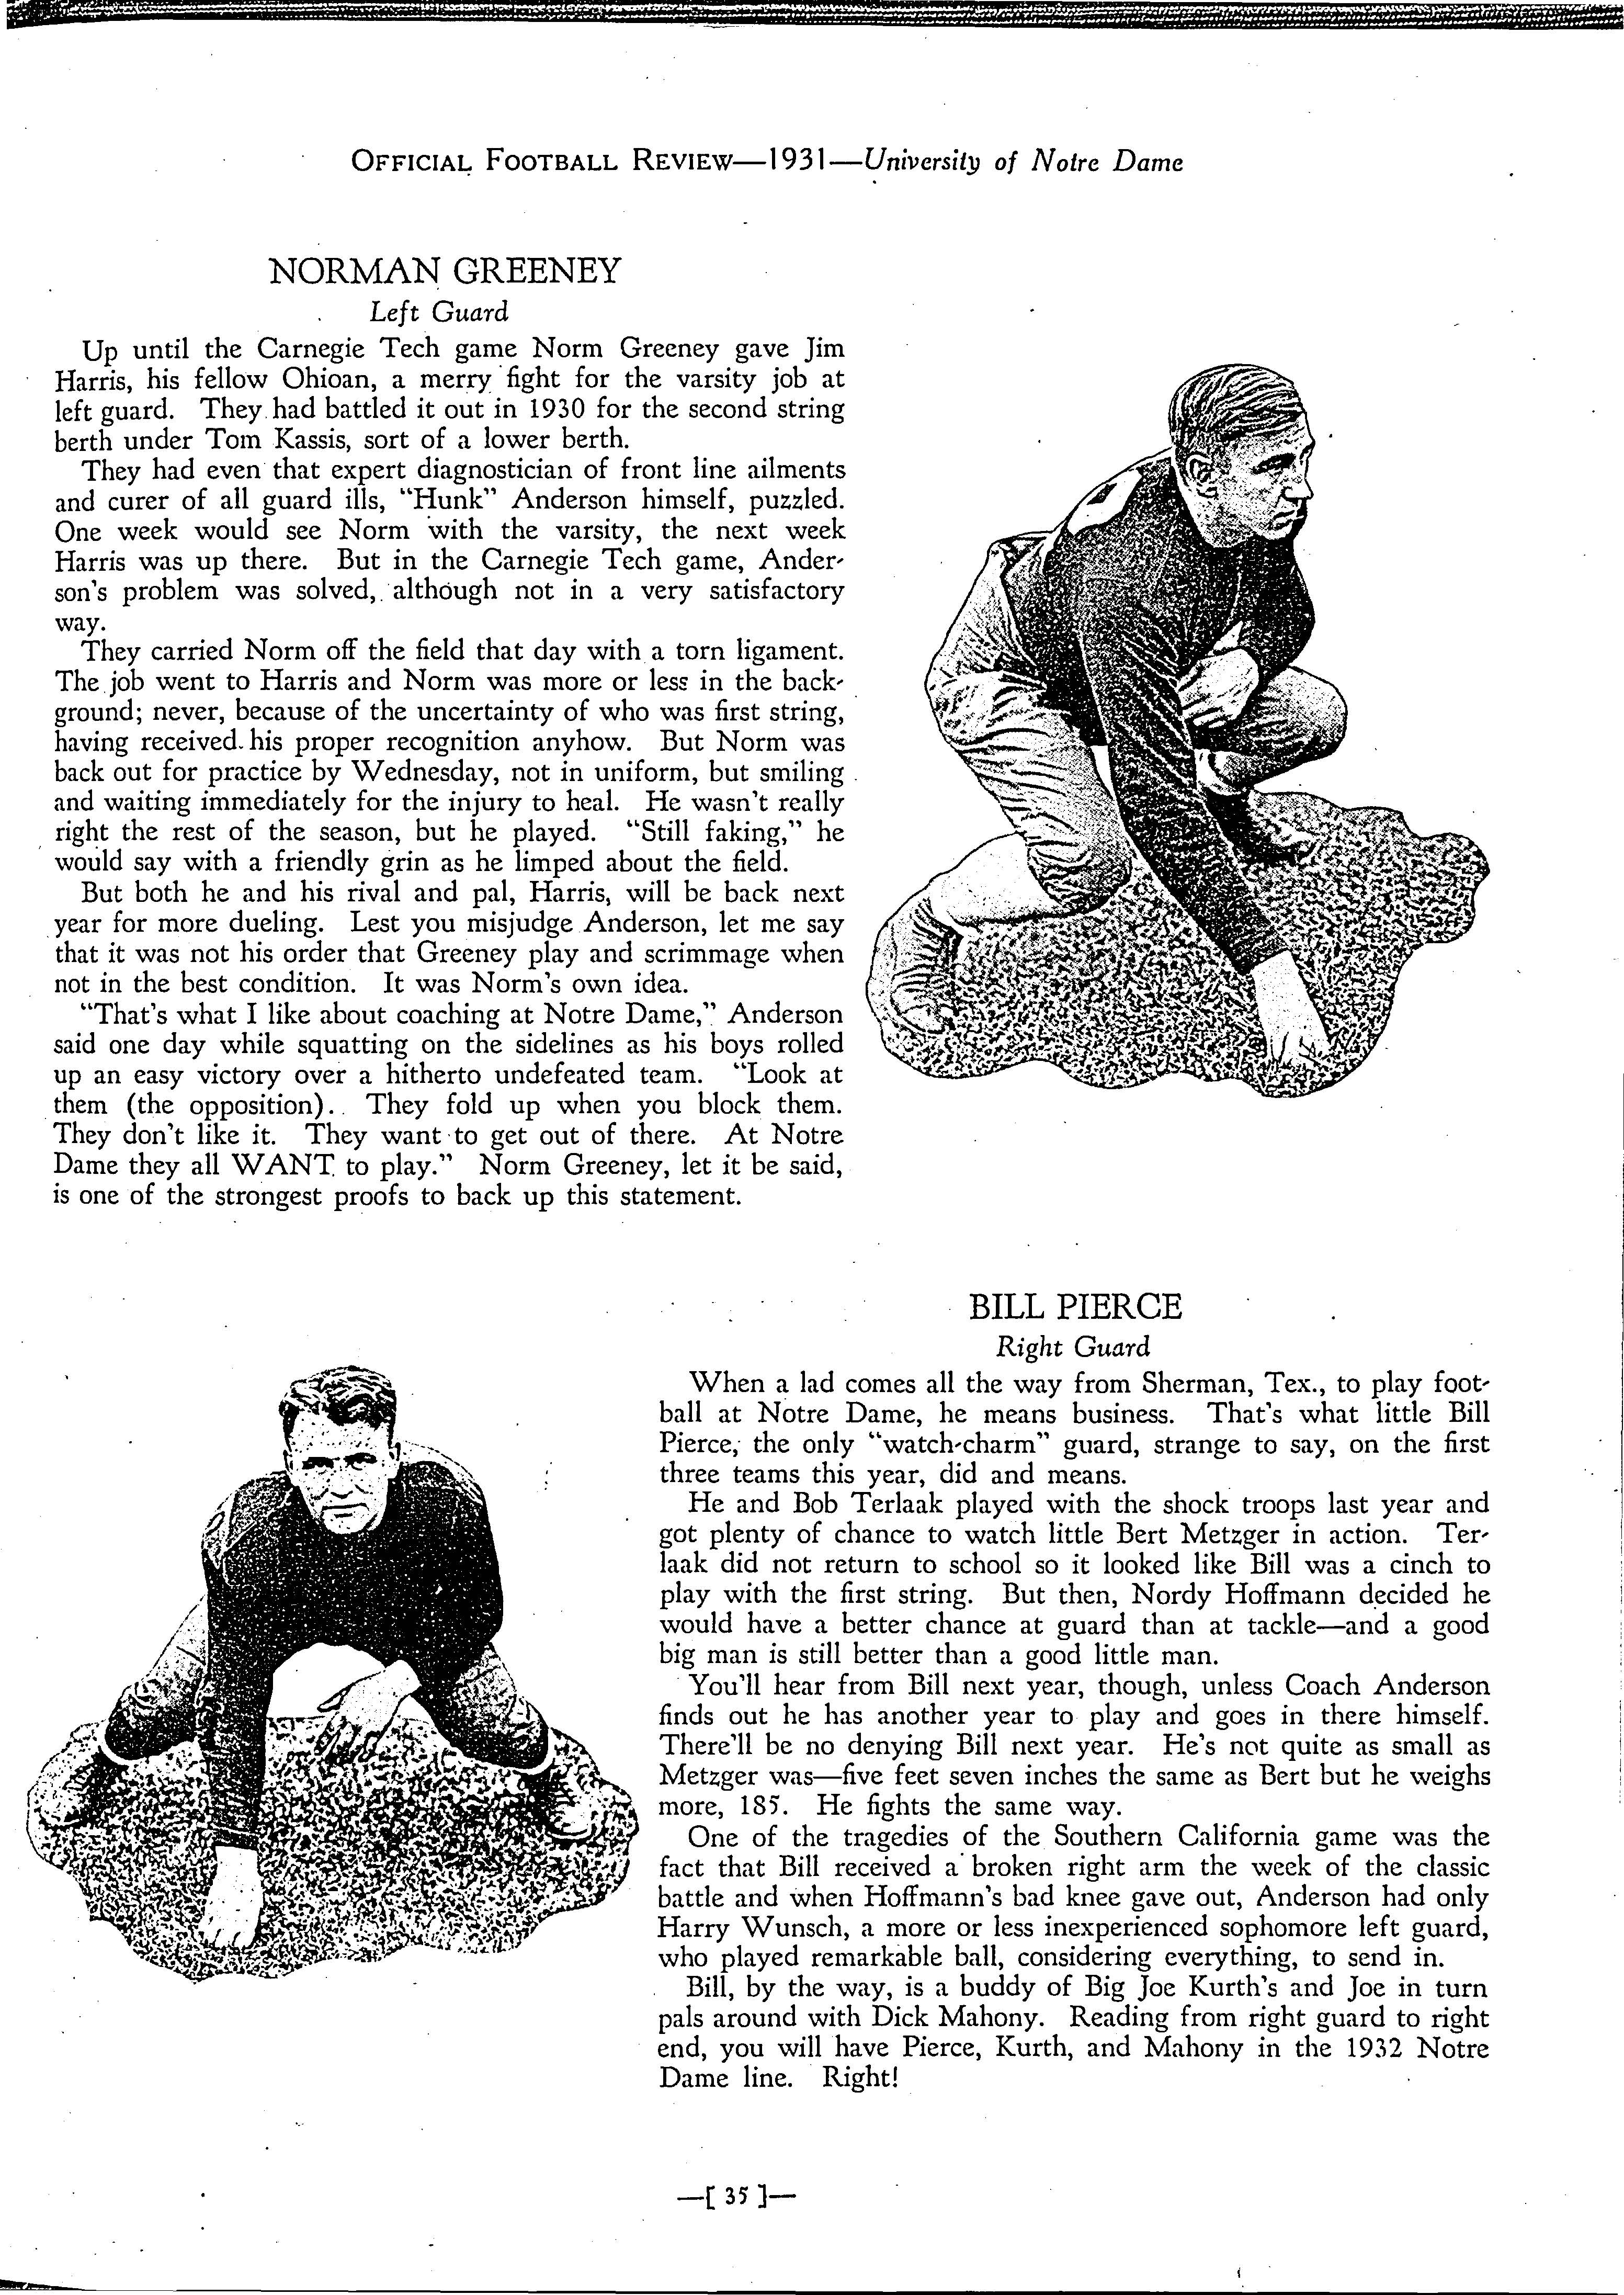 OFFICIAL FOOTBALL REVIEW—1931—University of Notre Dame
NORMAN GREENEY
Left Guard
Up until the Carnegie Tech game Norm Greeney gave Jim
Harris, his fellow Ohioan, a merry fight for the varsity job at
left guard. They had battled it out in 1930 for the second string
berth under Tom Kassis, sort of a lower berth.
They had even that expert diagnostician of front line ailments
and curer of all guard ills, "Hunk" Anderson himself, puzzled.
One week would see Norm with the varsity, the next week
Harris was up there. But in the Carnegie Tech game, Ander-
son's problem was solved, although not in a very satisfactory
way.
They carried Norm off the field that day with a torn ligament.
The job went to Harris and Norm was more or less in the back-
ground; never, because of the uncertainty of who was first string,
having received his proper recognition anyhow. But Norm was
back out for practice by Wednesday, not in uniform, but smiling
and waiting immediately for the injury to heal. He wasn't really
right the rest of the season, but he played. "Still faking," he
would say with a friendly grin as he limped about the field.
But both he and his rival and pal, Harris, will be back next
year for more dueling. Lest you misjudge Anderson, let me say
that it was not his order that Greeney play and scrimmage when
not in the best condition. It was Norm's own idea.
"That's what I like about coaching at Notre Dame," Anderson
said one day while squatting on the sidelines as his boys rolled
up an easy victory over a hitherto undefeated team. "Look at
them (the opposition). They fold up when you block them.
They don't like it. They want to get out of there. At Notre
Dame they all WANT to play." Norm Greeney, let it be said,
is one of the strongest proofs to back up this statement.
BILL PIERCE
Right Guard
When a lad comes all the way from Sherman, Tex., to play foot-
ball at Notre Dame, he means business. That's what little Bill
Pierce, the only "watch-charm" guard, strange to say, on the first
three teams this year, did and means.
He and Bob Terlaak played with the shock troops last year and
got plenty of chance to watch little Bert Metzger in action. Ter-
laak did not return to school so it looked like Bill was a cinch to
play with the first string. But then, Nordy Hoffmann decided he
would have a better chance at guard than at tackle—and a good
big man is still better than a good little man.
You'll hear from Bill next year, though, unless Coach Anderson
finds out he has another year to play and goes in there himself.
There'll be no denying Bill next year. He's not quite as small as
Metzger was—five feet seven inches the same as Bert but he weighs
more, 185. He fights the same way.
One of the tragedies of the Southern California game was the
fact that Bill received a broken right arm the week of the classic
battle and when Hoffmann's bad knee gave out, Anderson had only
Harry Wunsch, a more or less inexperienced sophomore left guard,
who played remarkable ball, considering everything, to send in.
Bill, by the way, is a buddy of Big Joe Kurth's and Joe in turn
pals around with Dick Mahony. Reading from right guard to right
end, you will have Pierce, Kurth, and Mahony in the 1932 Notre
Dame line. Right!
—[ 35 ]—